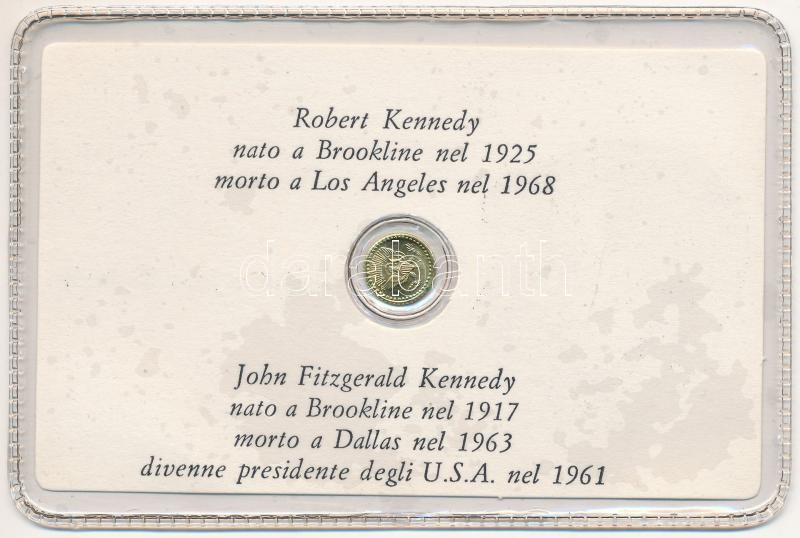 Robert Kennedy
nato a Brookline nel 1925
morto a Los Angeles nel 1968
John Fitzgerald Kennedy
nato a Brookline nel 1917
morto a Dallas nel 1963
divenne presidente degli U.S.A. nel 1961